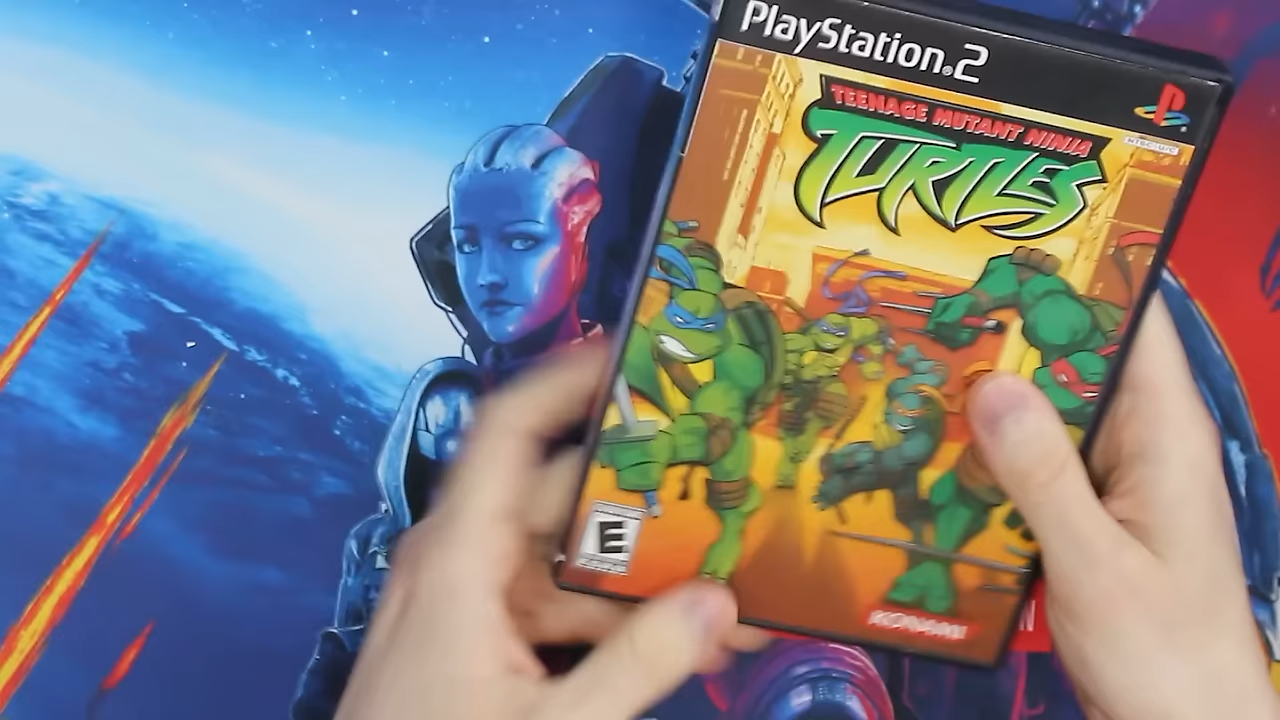 PlayStation.2
NTSC U/C
TEENAGE MUTANT NINJA
TURTLES
E
KONAMI